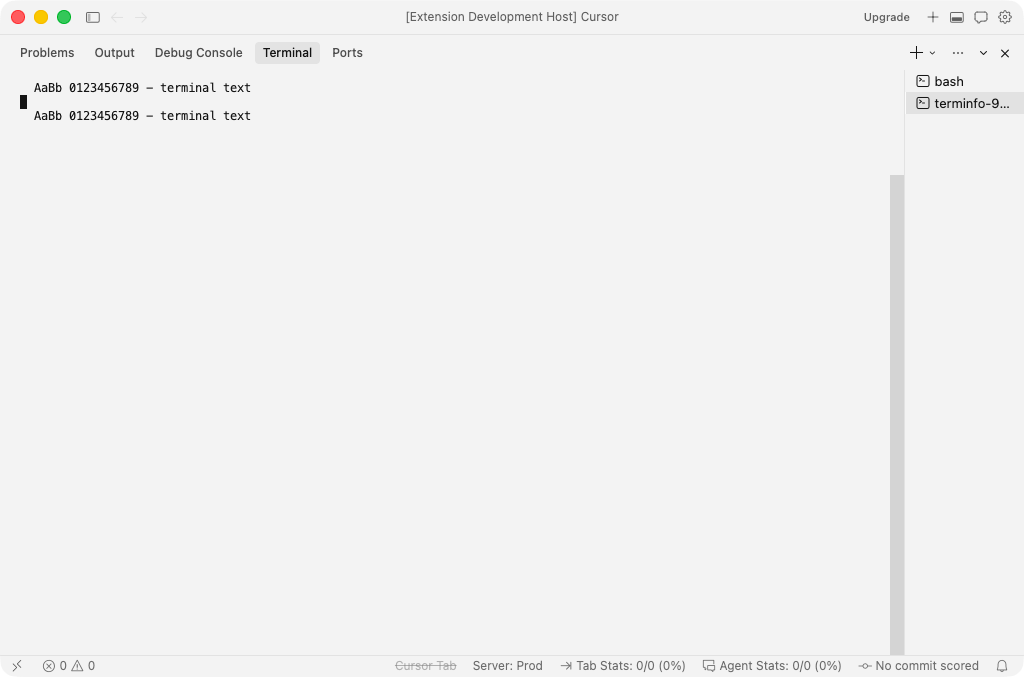 [Extension Development Host] Cursor
Upgrade
Problems Output Debug Console Terminal Ports
AaBb 0123456789 – terminal text
AaBb 0123456789 – terminal text
bash
terminfo-9...
0 0 Cursor Tab Server: Prod Tab Stats: 0/0 (0%) Agent Stats: 0/0 (0%) No commit scored